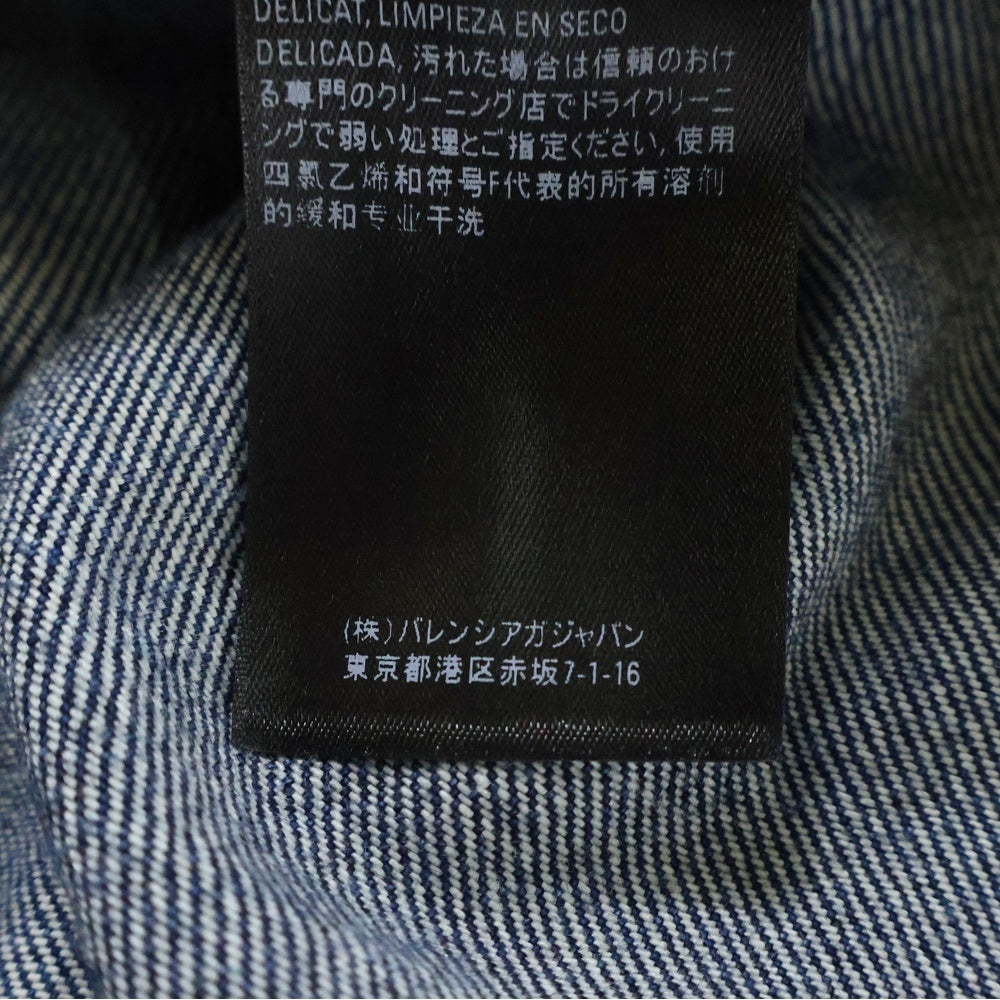 DELICAT, LIMPIEZA EN SECO
DELICADA, 汚れた場合は信頼のおけ
る専門のクリーニング店でドライクリーニ
ングで弱い処理とご指定ください, 使用
四氯乙烯和符号F代表的所有溶剂
的缓和专业干洗
(株)バレンシアガジャパン
東京都港区赤坂7-1-16